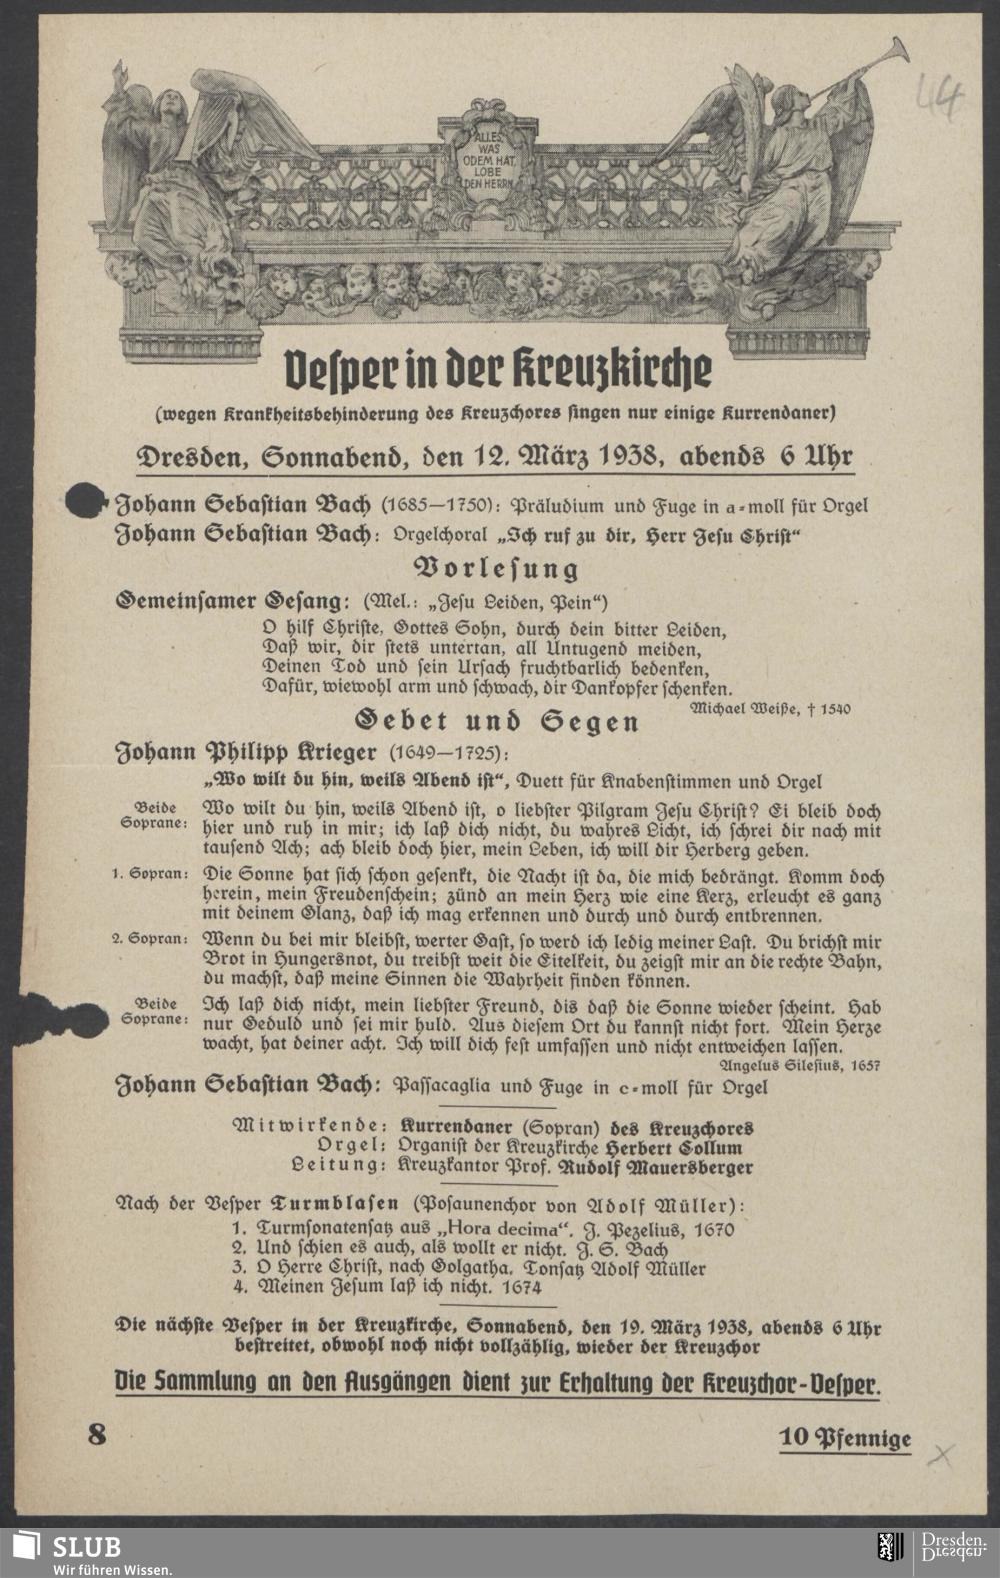 44
ALLES,
WAS
ODEM HAT,
LOBE
DEN HERRN
Vesper in der Kreuzkirche
(wegen Krankheitsbehinderung des Kreuzchores singen nur einige Kurrendaner)
Dresden, Sonnabend, den 12. März 1938, abends 6 Uhr
Johann Sebastian Bach (1685—1750): Präludium und Fuge in a-moll für Orgel
Johann Sebastian Bach: Orgelchoral „Ich ruf zu dir, Herr Jesu Christ“
Vorlesung
Gemeinsamer Gesang: (Mel.: „Jesu Leiden, Pein“)
O hilf Christe, Gottes Sohn, durch dein bitter Leiden,
Daß wir, dir stets untertan, all Untugend meiden,
Deinen Tod und sein Ursach fruchtbarlich bedenken,
Dafür, wiewohl arm und schwach, dir Dankopfer schenken.
Michael Weiße, † 1540
Gebet und Segen
Johann Philipp Krieger (1649—1725):
„Wo wilt du hin, weils Abend ist“, Duett für Knabenstimmen und Orgel
Beide Soprane: Wo wilt du hin, weils Abend ist, o liebster Pilgram Jesu Christ? Ei bleib doch
hier und ruh in mir; ich laß dich nicht, du wahres Licht, ich schrei dir nach mit
tausend Ach; ach bleib doch hier, mein Leben, ich will dir Herberg geben.
1. Sopran: Die Sonne hat sich schon gesenkt, die Nacht ist da, die mich bedrängt. Komm doch
herein, mein Freudenschein; zünd an mein Herz wie eine Kerz, erleucht es ganz
mit deinem Glanz, daß ich mag erkennen und durch und durch entbrennen.
2. Sopran: Wenn du bei mir bleibst, werter Gast, so werd ich ledig meiner Last. Du brichst mir
Brot in Hungersnot, du treibst weit die Eitelkeit, du zeigst mir an die rechte Bahn,
du machst, daß meine Sinnen die Wahrheit finden können.
Beide Soprane: Ich laß dich nicht, mein liebster Freund, dis daß die Sonne wieder scheint. Hab
nur Geduld und sei mir huld. Aus diesem Ort du kannst nicht fort. Mein Herze
wacht, hat deiner acht. Ich will dich fest umfassen und nicht entweichen lassen.
Angelus Silesius, 1657
Johann Sebastian Bach: Passacaglia und Fuge in c-moll für Orgel
Mitwirkende: Kurrendaner (Sopran) des Kreuzchores
Orgel: Organist der Kreuzkirche Herbert Collum
Leitung: Kreuzkantor Prof. Rudolf Mauersberger
Nach der Vesper Turmblasen (Posaunenchor von Adolf Müller):
1. Turmsonatensatz aus „Hora decima“. J. Pezelius, 1670
2. Und schien es auch, als wollt er nicht. J. S. Bach
3. O Herre Christ, nach Golgatha. Tonsatz Adolf Müller
4. Meinen Jesum laß ich nicht. 1674
Die nächste Vesper in der Kreuzkirche, Sonnabend, den 19. März 1938, abends 6 Uhr
bestreitet, obwohl noch nicht vollzählig, wieder der Kreuzchor
Die Sammlung an den Ausgängen dient zur Erhaltung der Kreuzchor-Vesper.
8
10 Pfennige
x
SLUB
Wir führen Wissen.
Dresden.
Dresden.